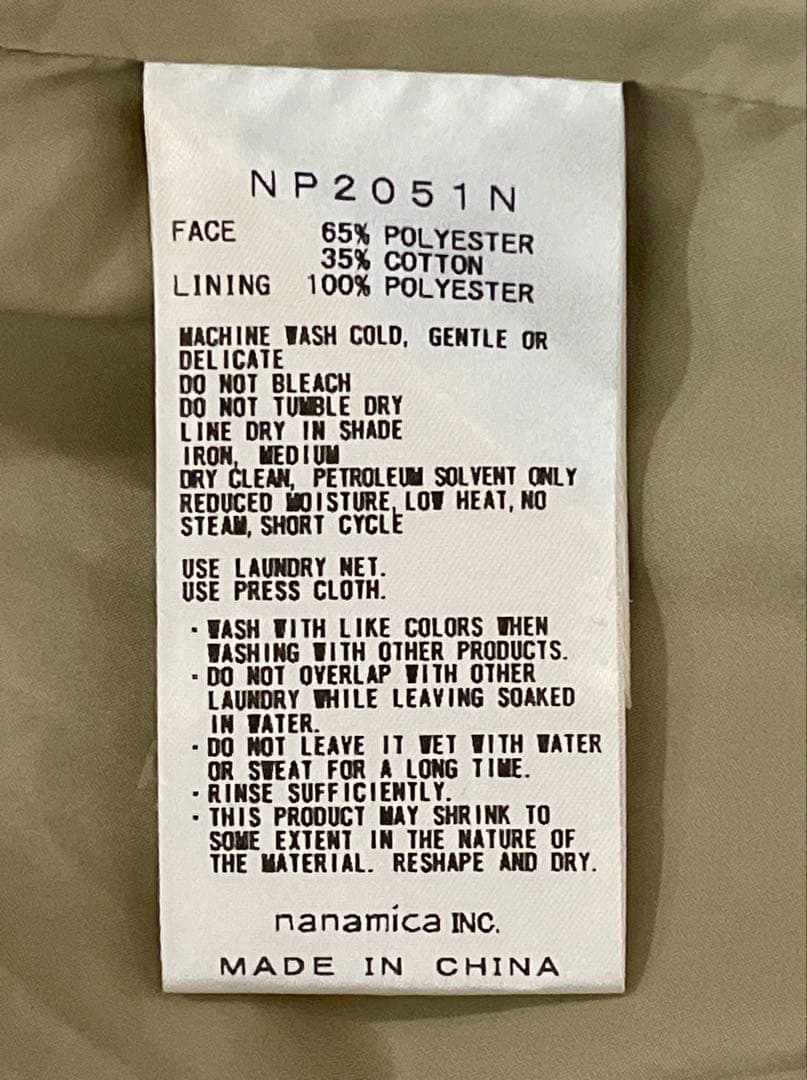 NP2051N
FACE 65% POLYESTER
35% COTTON
LINING 100% POLYESTER
MACHINE WASH COLD, GENTLE OR
DELICATE
DO NOT BLEACH
DO NOT TUMBLE DRY
LINE DRY IN SHADE
IRON, MEDIUM
DRY CLEAN, PETROLEUM SOLVENT ONLY
REDUCED MOISTURE, LOW HEAT, NO
STEAM, SHORT CYCLE
USE LAUNDRY NET.
USE PRESS CLOTH.
・WASH WITH LIKE COLORS WHEN
WASHING WITH OTHER PRODUCTS.
・DO NOT OVERLAP WITH OTHER
LAUNDRY WHILE LEAVING SOAKED
IN WATER.
・DO NOT LEAVE IT WET WITH WATER
OR SWEAT FOR A LONG TIME.
・RINSE SUFFICIENTLY.
・THIS PRODUCT MAY SHRINK TO
SOME EXTENT IN THE NATURE OF
THE MATERIAL. RESHAPE AND DRY.
nanamica INC.
MADE IN CHINA